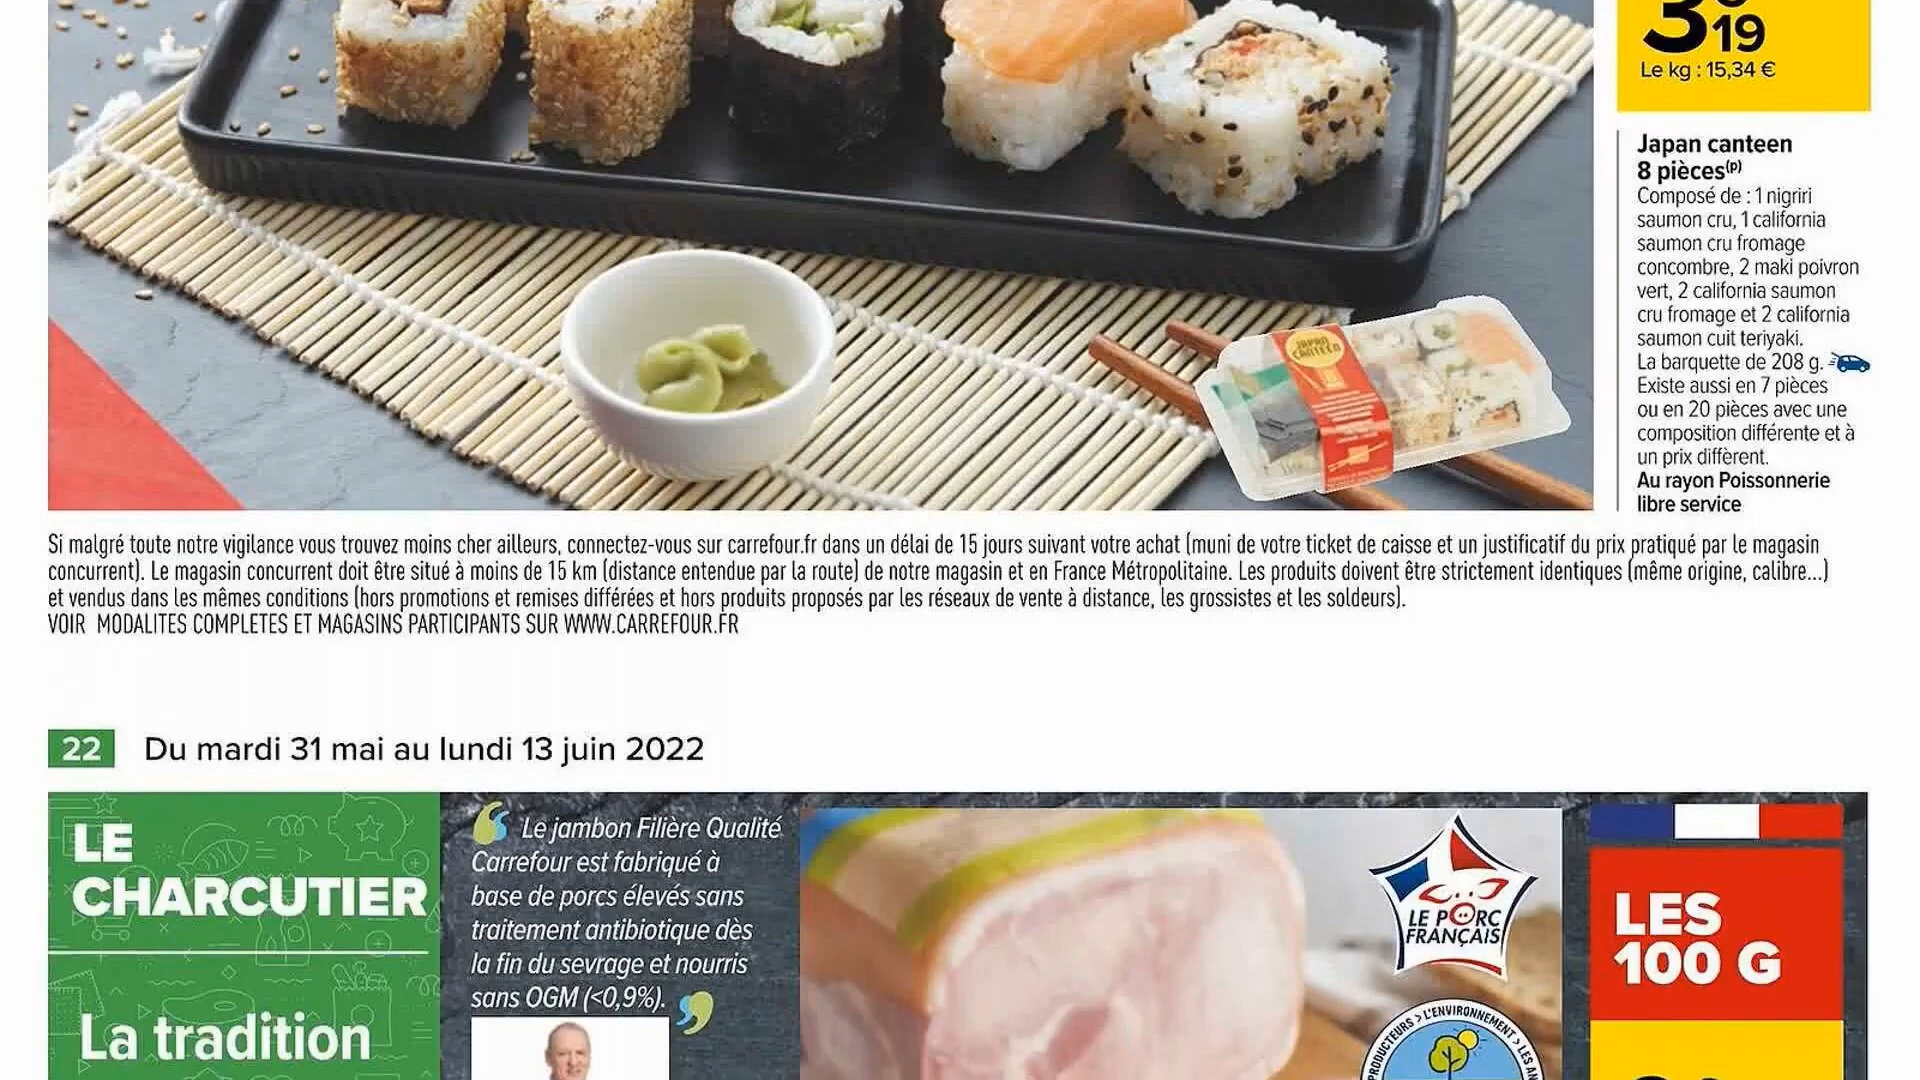 3€19
Le kg : 15,34 €
Japan canteen
8 pièces(p)
Composé de : 1 nigriri
saumon cru, 1 california
saumon cru fromage
concombre, 2 maki poivron
vert, 2 california saumon
cru fromage et 2 california
saumon cuit teriyaki.
La barquette de 208 g.
Existe aussi en 7 pièces
ou en 20 pièces avec une
composition différente et à
un prix diffèrent.
Au rayon Poissonnerie
libre service
JAPAN
CANTEEN
Si malgré toute notre vigilance vous trouvez moins cher ailleurs, connectez-vous sur carrefour.fr dans un délai de 15 jours suivant votre achat (muni de votre ticket de caisse et un justificatif du prix pratiqué par le magasin
concurrent). Le magasin concurrent doit être situé à moins de 15 km (distance entendue par la route) de notre magasin et en France Métropolitaine. Les produits doivent être strictement identiques (même origine, calibre...)
et vendus dans les mêmes conditions (hors promotions et remises différées et hors produits proposés par les réseaux de vente à distance, les grossistes et les soldeurs).
VOIR MODALITES COMPLETES ET MAGASINS PARTICIPANTS SUR WWW.CARREFOUR.FR
22 Du mardi 31 mai au lundi 13 juin 2022
LE
CHARCUTIER
La tradition
Le jambon Filière Qualité
Carrefour est fabriqué à
base de porcs élevés sans
traitement antibiotique dès
la fin du sevrage et nourris
sans OGM (<0,9%).
LE PORC
FRANÇAIS
PRODUCTEURS > L'ENVIRONNEMENT > LES AN
LES
100 G